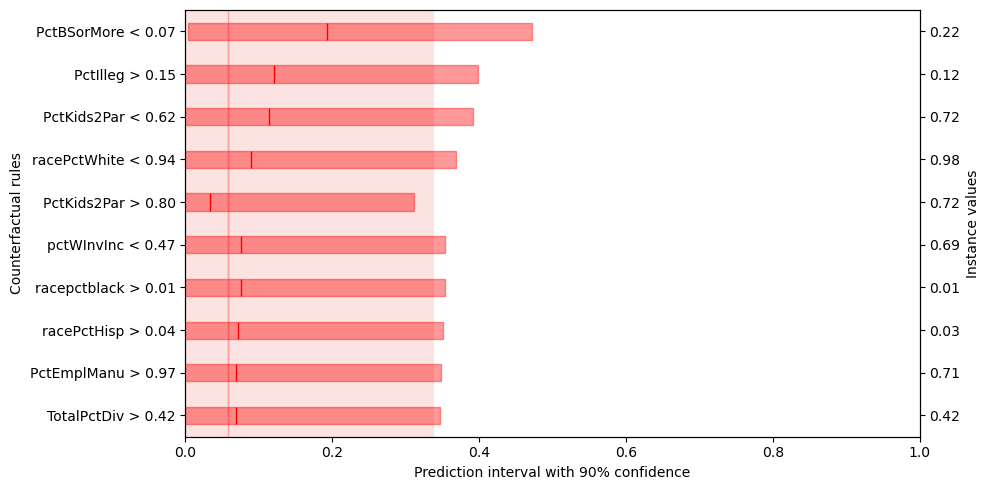 PctBSorMore < 0.07
0.22
PctIlleg > 0.15
0.12
PctKids2Par < 0.62
0.72
racePctWhite < 0.94
0.98
PctKids2Par > 0.80
0.72
pctWInvInc < 0.47
0.69
racepctblack > 0.01
0.01
racePctHisp > 0.04
0.03
PctEmplManu > 0.97
0.71
TotalPctDiv > 0.42
0.42
Counterfactual rules
Instance values
0.0 0.2 0.4 0.6 0.8 1.0
Prediction interval with 90% confidence